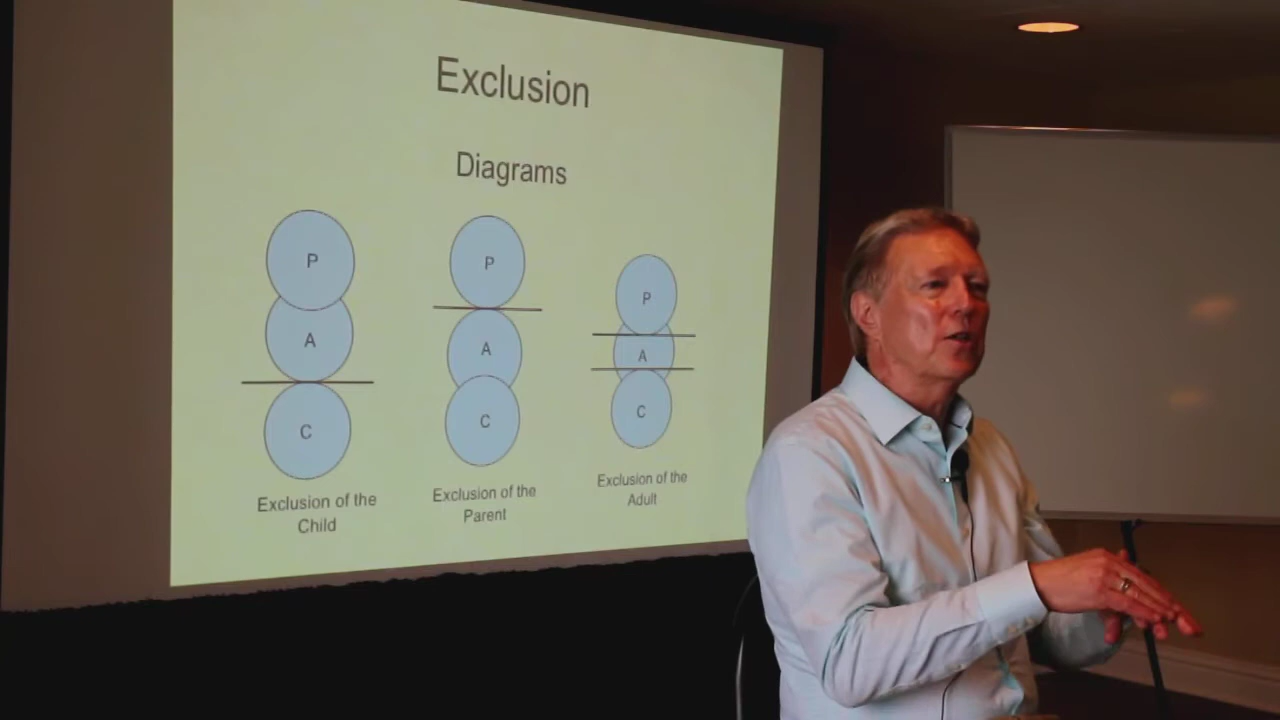 Exclusion
Diagrams
P
A
C
Exclusion of the
Child
P
A
C
Exclusion of the
Parent
P
A
C
Exclusion of the
Adult